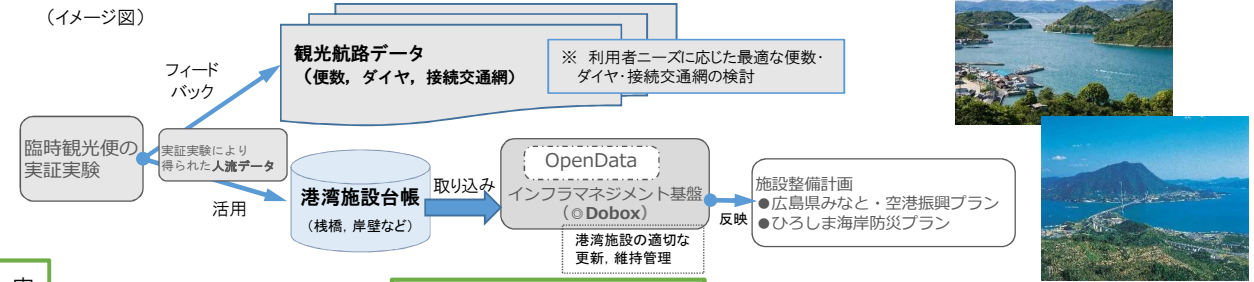 （イメージ図）
観光航路データ
（便数，ダイヤ，接続交通網）
※　利用者ニーズに応じた最適な便数・
ダイヤ・接続交通網の検討
フィード
バック
臨時観光便の
実証実験
実証実験により
得られた人流データ
活用
港湾施設台帳
（桟橋，岸壁など）
取り込み
OpenData
インフラマネジメント基盤
（◎Dobox）
港湾施設の適切な
更新，維持管理
反映
施設整備計画
●広島県みなと・空港振興プラン
●ひろしま海岸防災プラン